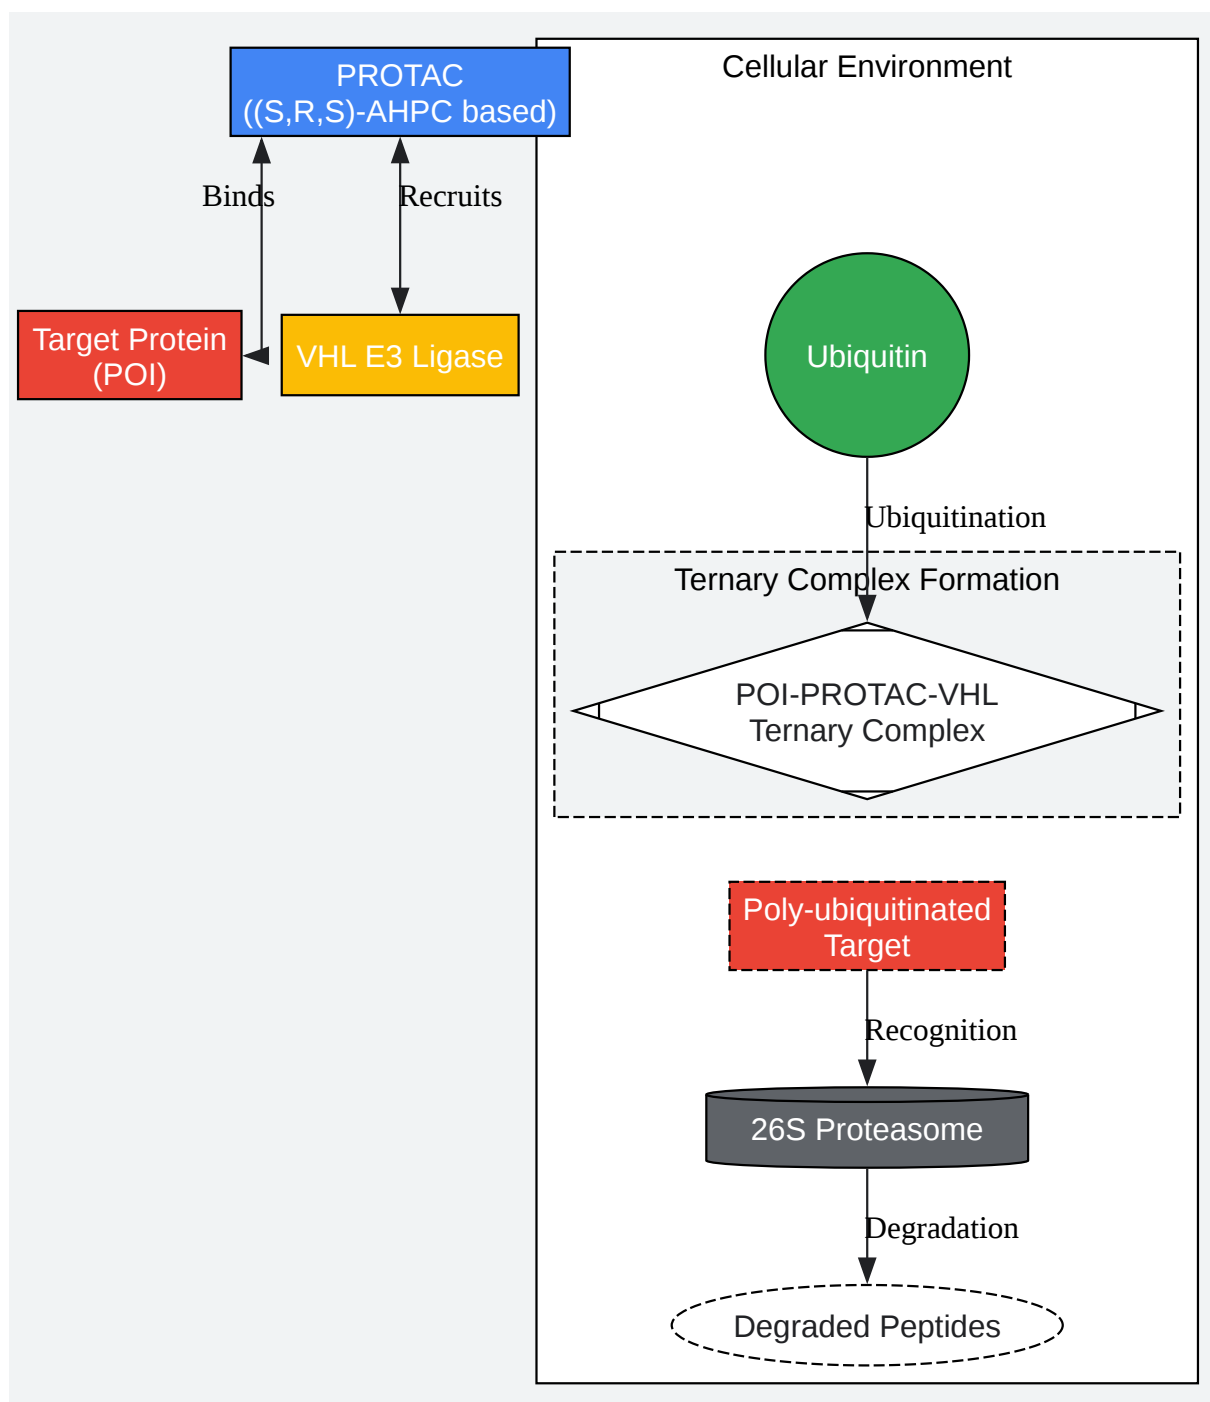 Cellular Environment
PROTAC
((S,R,S)-AHPC based)
Binds
Recruits
Target Protein
(POI)
VHL E3 Ligase
Ubiquitin
Ubiquitination
Ternary Complex Formation
POI-PROTAC-VHL
Ternary Complex
Poly-ubiquitinated
Target
Recognition
26S Proteasome
Degradation
Degraded Peptides